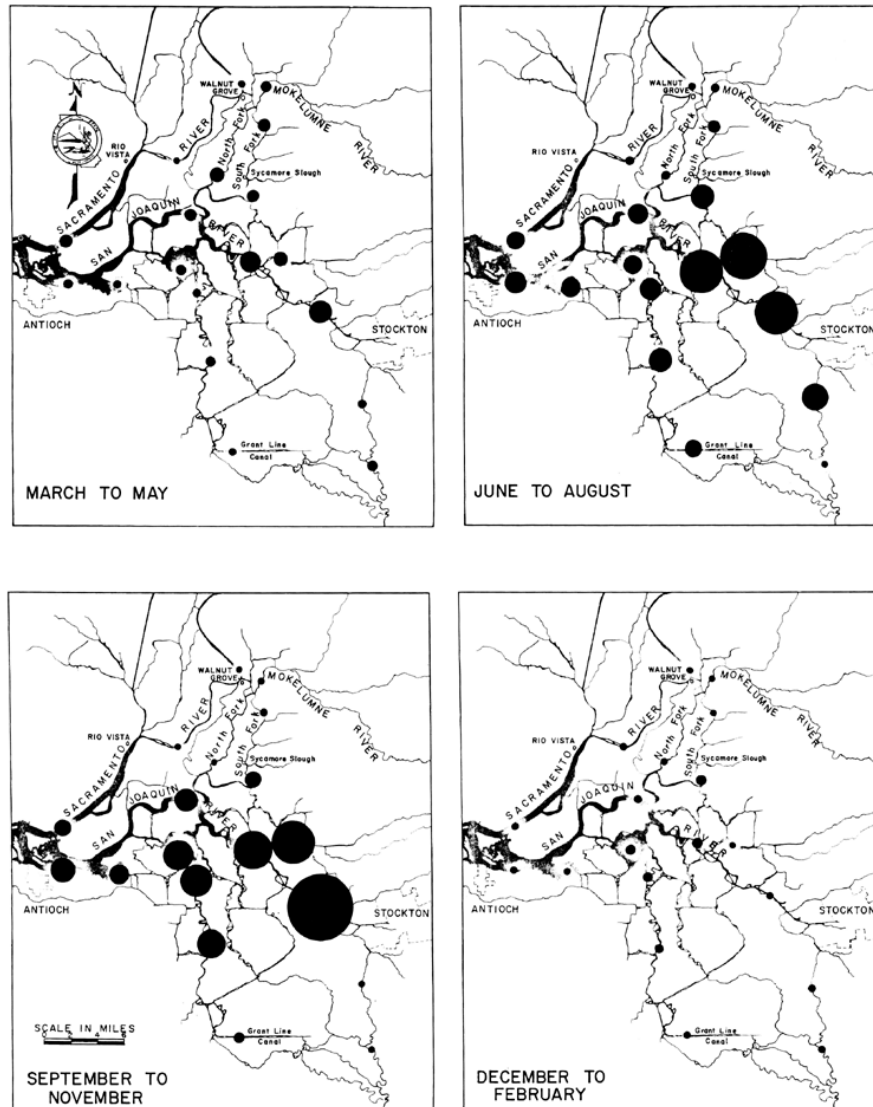 WALNUT
GROVE
MOKELUMNE
RIVER
North Fork
South Fork
RIVER
RIO
VISTA
Sycamore Slough
SACRAMENTO
JOAQUIN
RIVER
SAN
ANTIOCH
STOCKTON
Grant Line
Canal
MARCH TO MAY
WALNUT
GROVE
MOKELUMNE
RIVER
North Fork
South Fork
RIVER
RIO VISTA
Sycamore Slough
SACRAMENTO
JOAQUIN
RIVER
SAN
ANTIOCH
STOCKTON
Grant Line
Canal
JUNE TO AUGUST
WALNUT
GROVE
MOKELUMNE
RIVER
North Fork
South Fork
RIVER
RIO VISTA
Sycamore Slough
SACRAMENTO
JOAQUIN
RIVER
SAN
ANTIOCH
STOCKTON
SCALE IN MILES
Grant Line
Canal
SEPTEMBER TO
NOVEMBER
WALNUT
GROVE
MOKELUMNE
RIVER
North Fork
South Fork
RIVER
RIO VISTA
Sycamore Slough
SACRAMENTO
JOAQUIN
SAN
RIVER
ANTIOCH
STOCKTON
Grant Line
Canal
DECEMBER TO
FEBRUARY